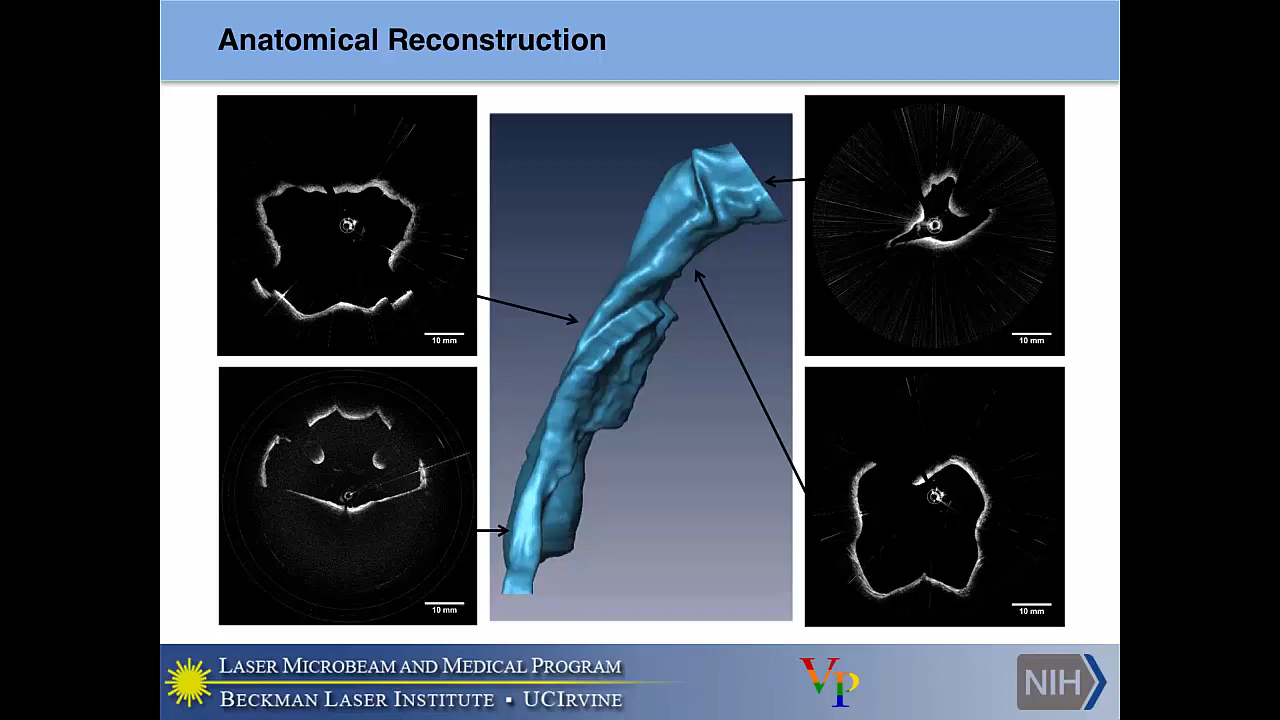 Anatomical Reconstruction
10 mm
10 mm
10 mm
10 mm
LASER MICROBEAM AND MEDICAL PROGRAM
BECKMAN LASER INSTITUTE ▪ UCIRVINE
VP
NIH